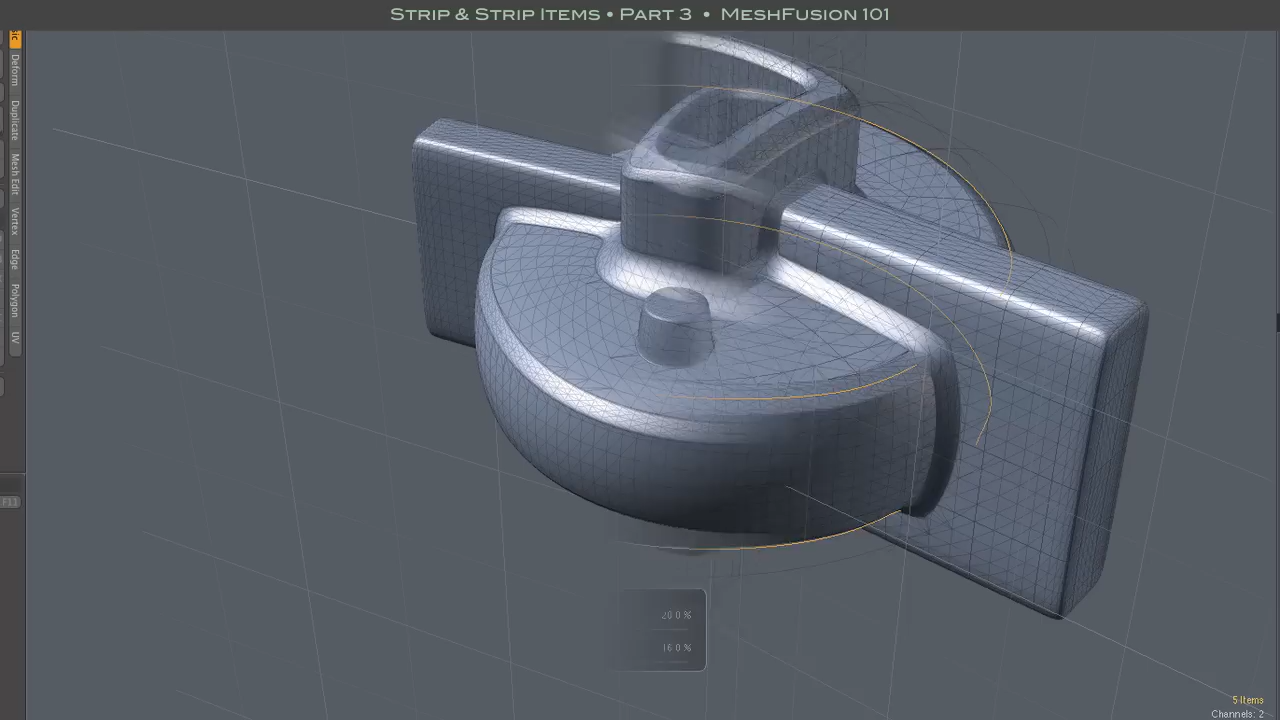 STRIP & STRIP ITEMS • PART 3 • MESHFUSION 101
Deform
Duplicate
Mesh Edit
Vertex
Edge
Polygon
UV
F11
20.0 %
16.0 %
5 Items
Channels: 2